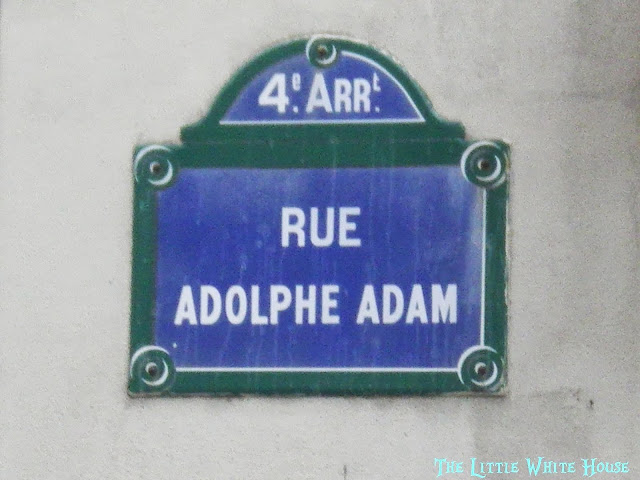 4e. ARRt.
RUE
ADOLPHE ADAM
THE LITTLE WHITE HOUSE